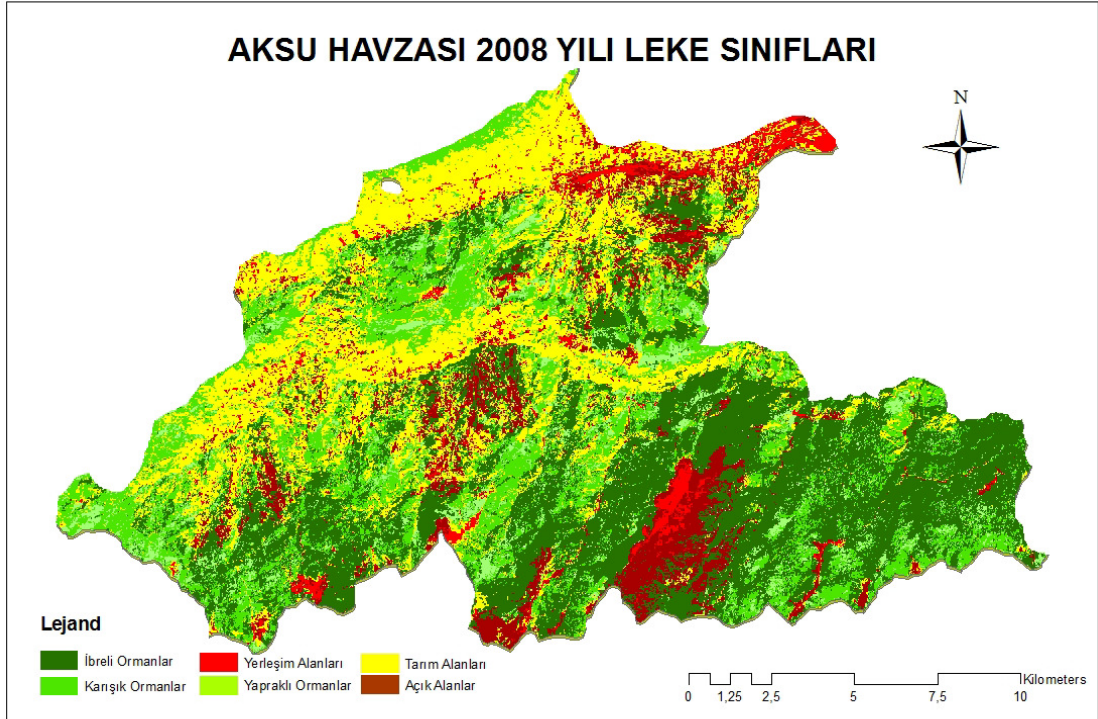 AKSU HAVZASI 2008 YILI LEKE SINIFLARI
N
Lejand
İbreli Ormanlar
Yerleşim Alanları
Tarım Alanları
Karışık Ormanlar
Yapraklı Ormanlar
Açık Alanlar
Kilometers
0 1,25 2,5 5 7,5 10